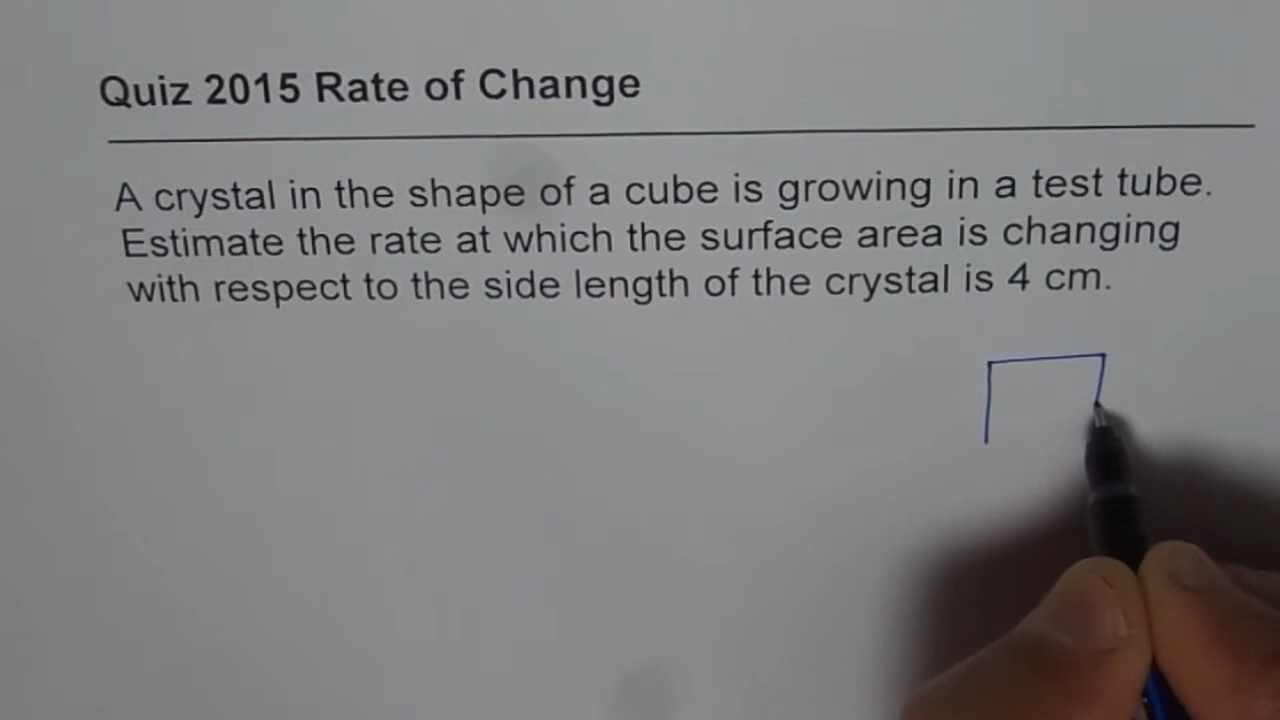 Quiz 2015 Rate of Change
A crystal in the shape of a cube is growing in a test tube.
Estimate the rate at which the surface area is changing
with respect to the side length of the crystal is 4 cm.